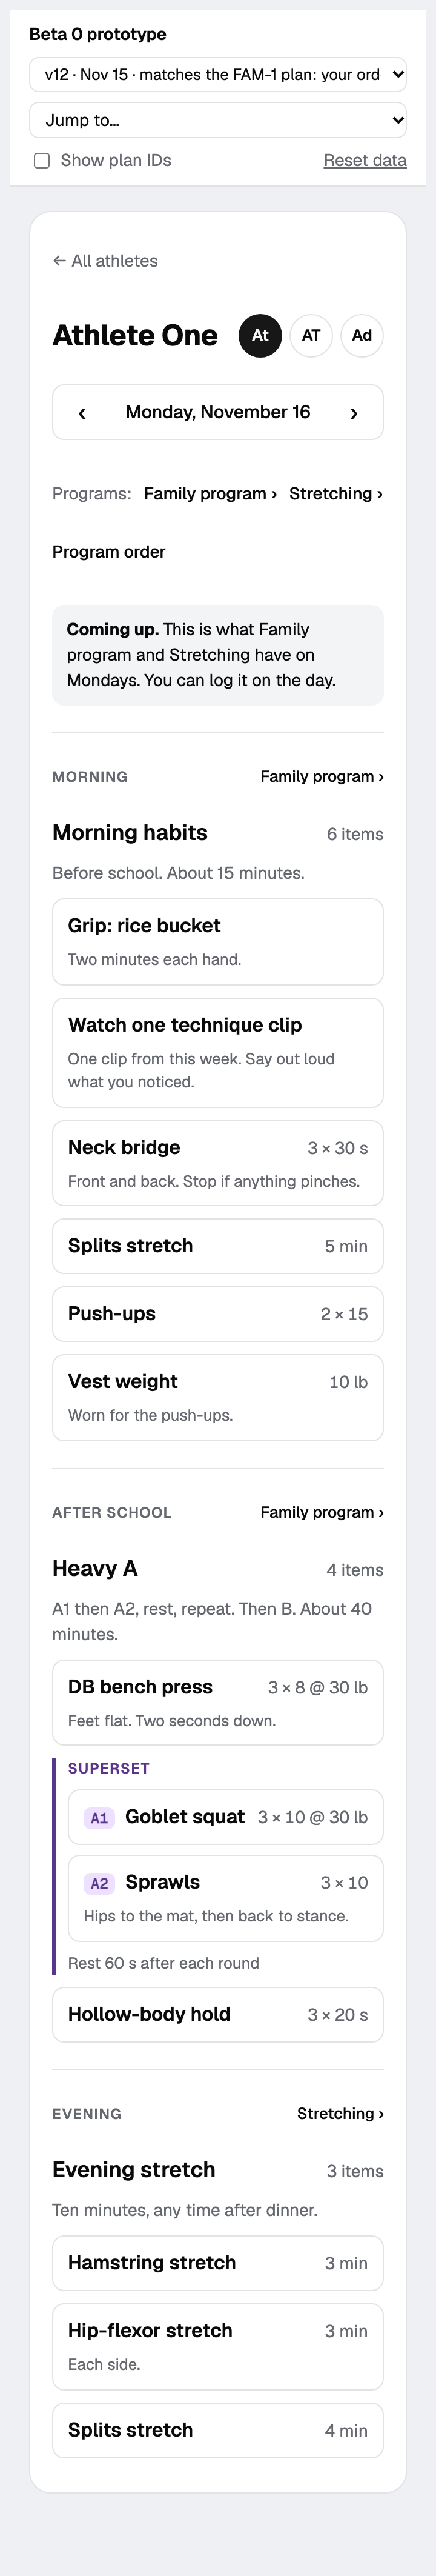 Beta 0 prototype
v12 · Nov 15 · matches the FAM-1 plan: your ord
Jump to...
Show plan IDs
Reset data
← All athletes
Athlete One
At
AT
Ad
‹
Monday, November 16
›
Programs:
Family program ›
Stretching ›
Program order
Coming up. This is what Family
program and Stretching have on
Mondays. You can log it on the day.
MORNING
Family program ›
Morning habits
6 items
Before school. About 15 minutes.
Grip: rice bucket
Two minutes each hand.
Watch one technique clip
One clip from this week. Say out loud
what you noticed.
Neck bridge
3 × 30 s
Front and back. Stop if anything pinches.
Splits stretch
5 min
Push-ups
2 × 15
Vest weight
10 lb
Worn for the push-ups.
AFTER SCHOOL
Family program ›
Heavy A
4 items
A1 then A2, rest, repeat. Then B. About 40
minutes.
DB bench press
3 × 8 @ 30 lb
Feet flat. Two seconds down.
SUPERSET
A1
Goblet squat
3 × 10 @ 30 lb
A2
Sprawls
3 × 10
Hips to the mat, then back to stance.
Rest 60 s after each round
Hollow-body hold
3 × 20 s
EVENING
Stretching ›
Evening stretch
3 items
Ten minutes, any time after dinner.
Hamstring stretch
3 min
Hip-flexor stretch
3 min
Each side.
Splits stretch
4 min